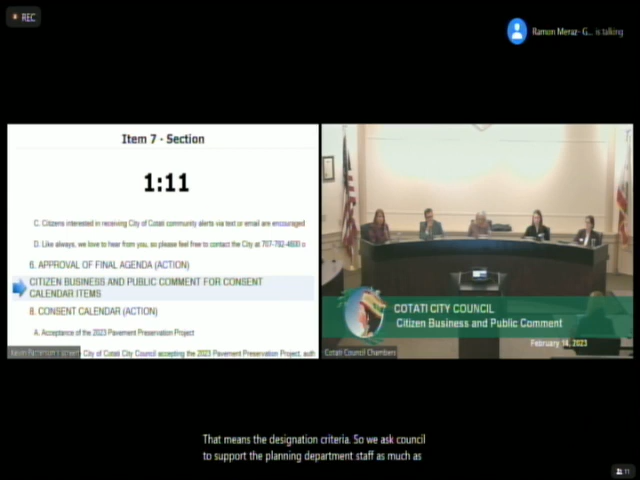 REC
Ramon Meraz- G... is talking
Item 7 - Section
1:11
C. Citizens interested in receiving City of Cotati community alerts via text or email are encouraged
D. Like always, we love to hear from you, so please feel free to contact the City at 707-792-4600 o
6. APPROVAL OF FINAL AGENDA (ACTION)
CITIZEN BUSINESS AND PUBLIC COMMENT FOR CONSENT
CALENDAR ITEMS
8. CONSENT CALENDAR (ACTION)
A. Acceptance of the 2023 Pavement Preservation Project
City of Cotati City Council accepting the 2023 Pavement Preservation Project, auth
COTATI CITY COUNCIL
Citizen Business and Public Comment
February 14, 2023
Cotati Council Chambers
That means the designation criteria. So we ask council
to support the planning department staff as much as
11